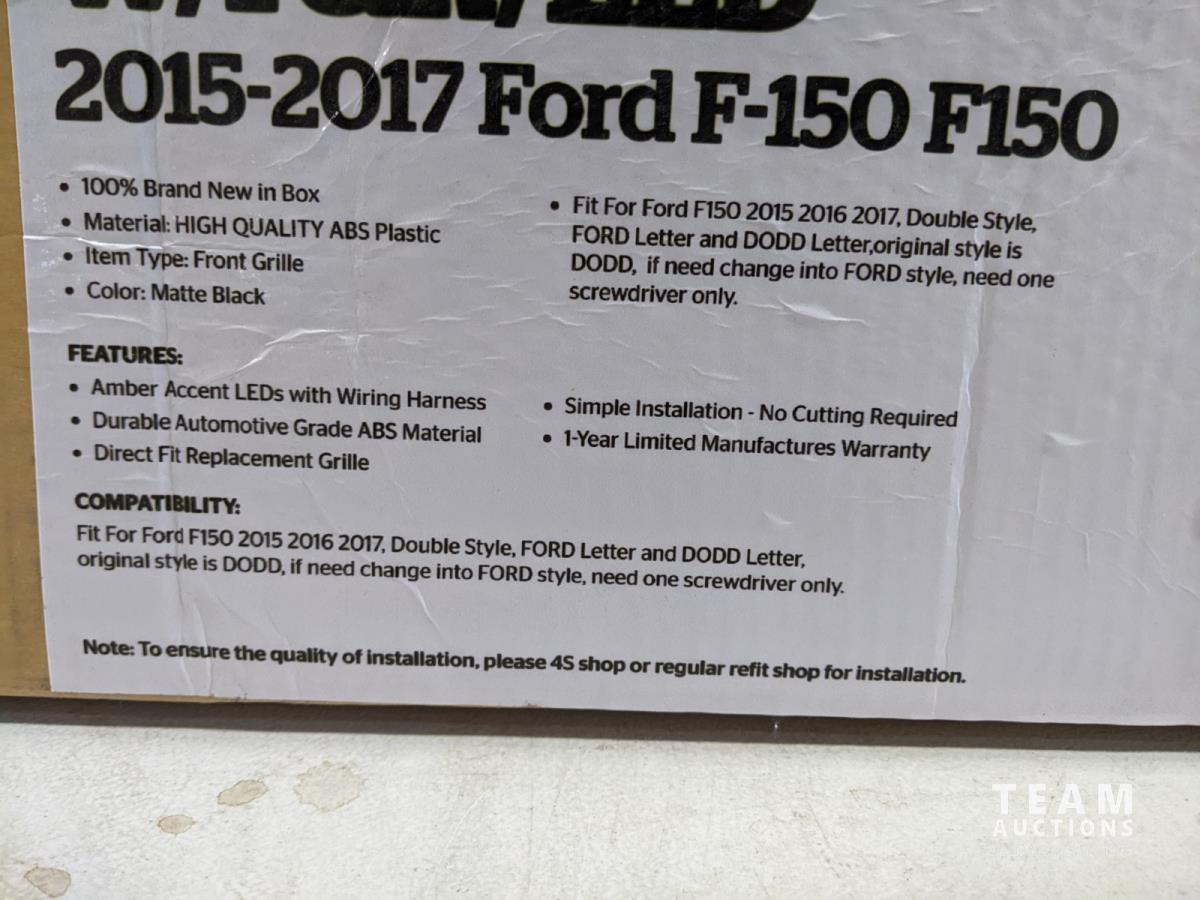 2015-2017 Ford F-150 F150
• 100% Brand New in Box
• Material: HIGH QUALITY ABS Plastic
• Item Type: Front Grille
• Color: Matte Black
• Fit For Ford F150 2015 2016 2017, Double Style,
FORD Letter and DODD Letter,original style is
DODD, if need change into FORD style, need one
screwdriver only.
FEATURES:
• Amber Accent LEDs with Wiring Harness
• Durable Automotive Grade ABS Material
• Direct Fit Replacement Grille
• Simple Installation - No Cutting Required
• 1-Year Limited Manufactures Warranty
COMPATIBILITY:
Fit For Ford F150 2015 2016 2017, Double Style, FORD Letter and DODD Letter,
original style is DODD, if need change into FORD style, need one screwdriver only.
Note: To ensure the quality of installation, please 4S shop or regular refit shop for installation.
TEAM
AUCTIONS